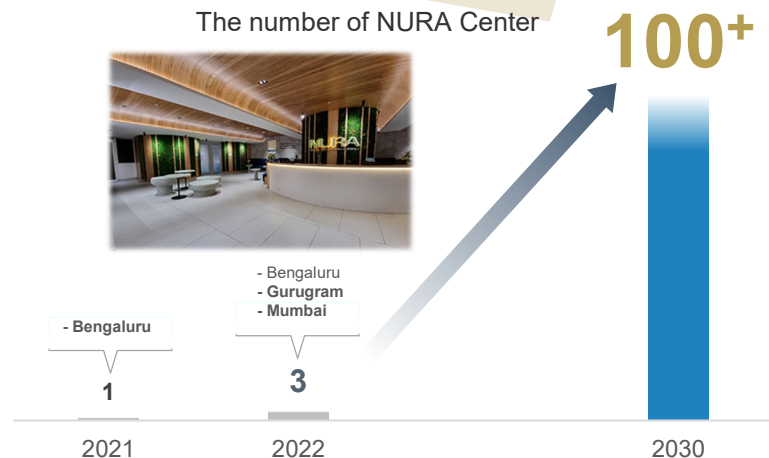 The number of NURA Center
100+
NURA
- Bengaluru
- Gurugram
- Mumbai
- Bengaluru
1
3
2021
2022
2030